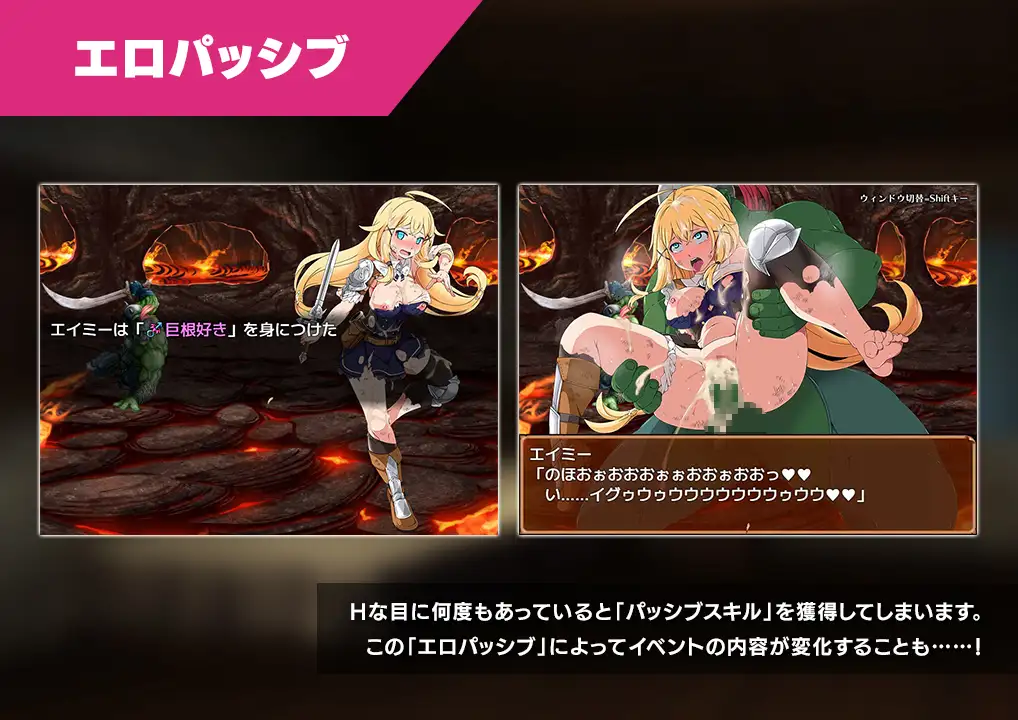 エロパッシブ
エイミーは「♂巨根好き」を身につけた
ウィンドウ切替=Shiftキー
エイミー
「のほおぉおおおぉぉおおぉおおっ♥♥
い……イグゥウゥウウウウウウウゥウウ♥♥」
Hな目に何度もあっていると「パッシブスキル」を獲得してしまいます。
この「エロパッシブ」によってイベントの内容が変化することも……!